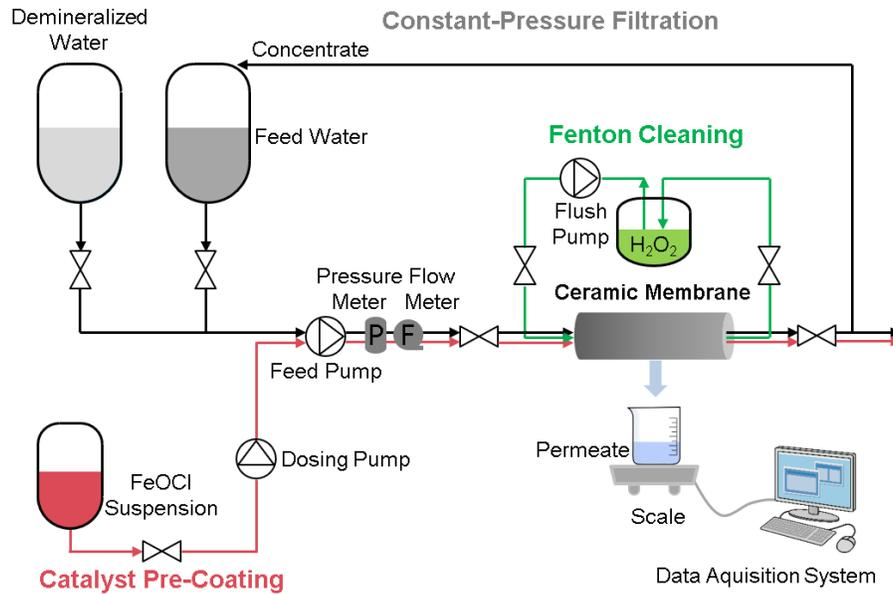 Demineralized
Water
Constant-Pressure Filtration
Concentrate
Feed Water
Fenton Cleaning
Flush
Pump
H₂O₂
Pressure Flow
Meter Meter
Ceramic Membrane
P F
Feed Pump
Permeate
Dosing Pump
FeOCl
Suspension
Scale
Catalyst Pre-Coating
Data Aquisition System